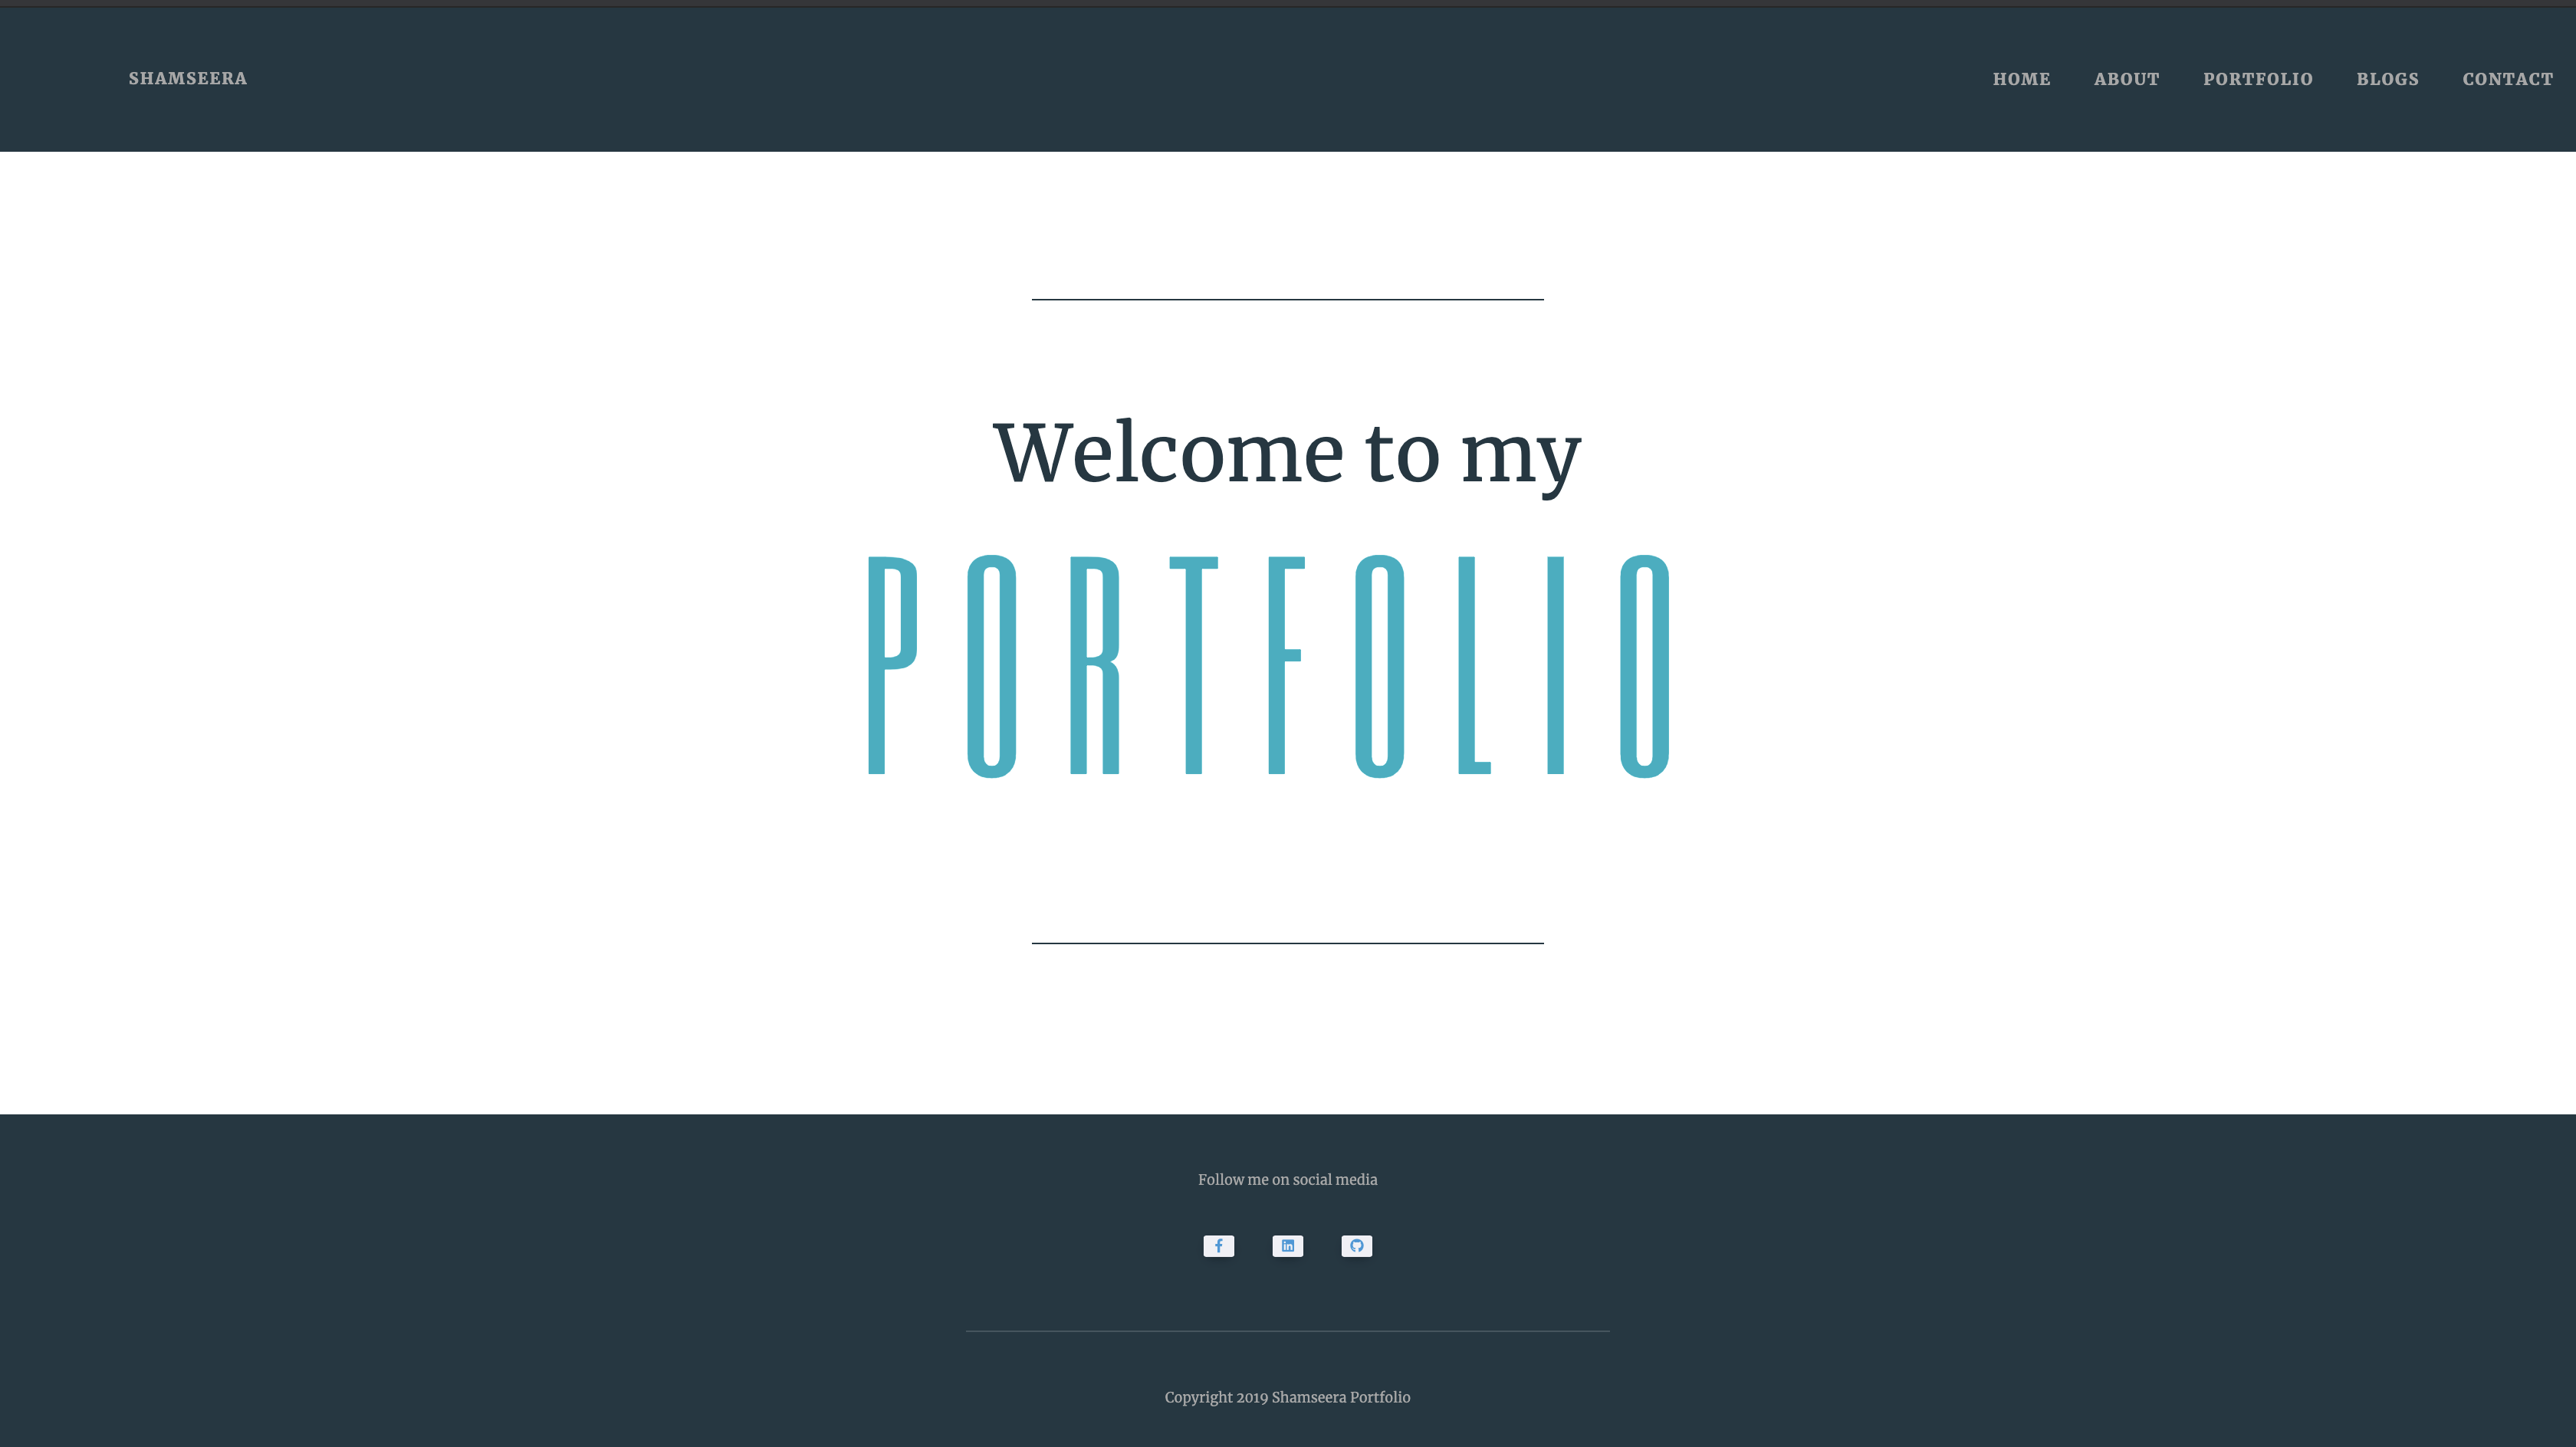 SHAMSEERA
HOME ABOUT PORTFOLIO BLOGS CONTACT
Welcome to my
PORTFOLIO
Follow me on social media
Copyright 2019 Shamseera Portfolio